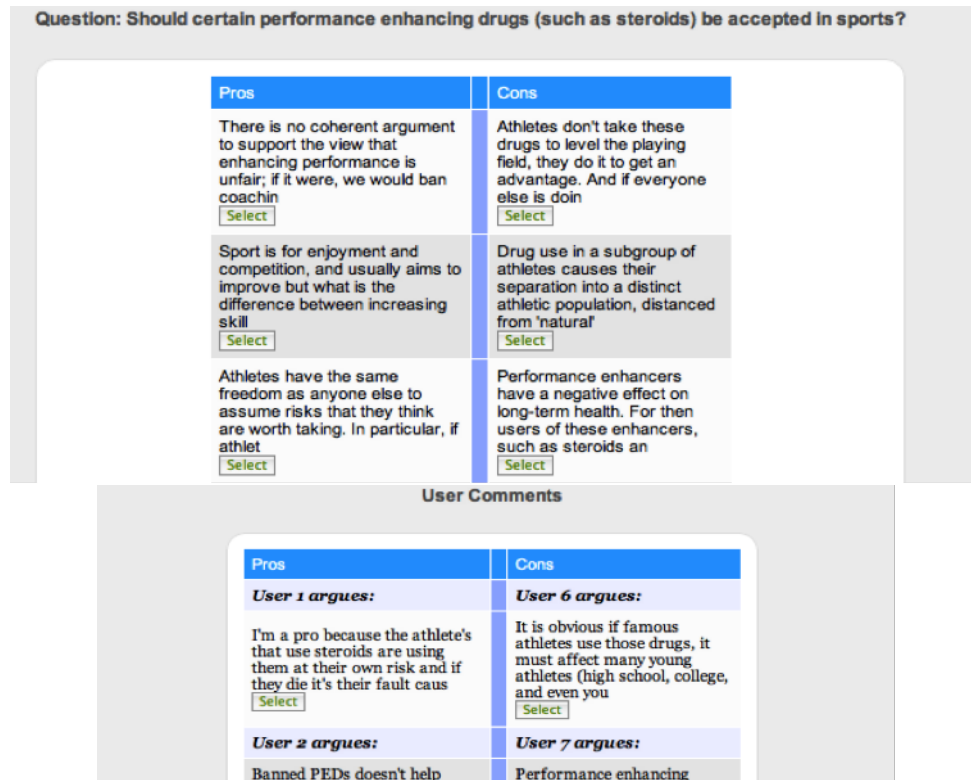 Question: Should certain performance enhancing drugs (such as steroids) be accepted in sports?
Pros
Cons
There is no coherent argument
to support the view that
enhancing performance is
unfair; if it were, we would ban
coachin
Select
Athletes don't take these
drugs to level the playing
field, they do it to get an
advantage. And if everyone
else is doin
Select
Sport is for enjoyment and
competition, and usually aims to
improve but what is the
difference between increasing
skill
Select
Drug use in a subgroup of
athletes causes their
separation into a distinct
athletic population, distanced
from 'natural'
Select
Athletes have the same
freedom as anyone else to
assume risks that they think
are worth taking. In particular, if
athlet
Select
Performance enhancers
have a negative effect on
long-term health. For then
users of these enhancers,
such as steroids an
Select
User Comments
Pros
Cons
User 1 argues:
User 6 argues:
I'm a pro because the athlete's
that use steroids are using
them at their own risk and if
they die it's their fault caus
Select
It is obvious if famous
athletes use those drugs, it
must affect many young
athletes (high school, college,
and even you
Select
User 2 argues:
User 7 argues:
Banned PEDs doesn't help
Performance enhancing